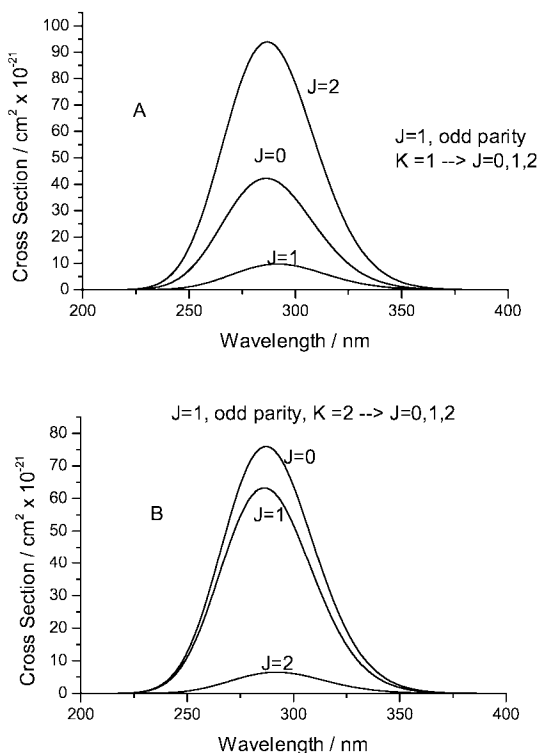 100
90
80
70
60
50
40
30
20
10
0
Cross Section / cm² x 10⁻²¹
A
J=2
J=0
J=1
J=1, odd parity
K =1 --> J=0,1,2
200 250 300 350 400
Wavelength / nm
J=1, odd parity, K =2 --> J=0,1,2
80
70
60
50
40
30
20
10
0
Cross Section / cm² x 10⁻²¹
B
J=0
J=1
J=2
200 250 300 350 400
Wavelength / nm